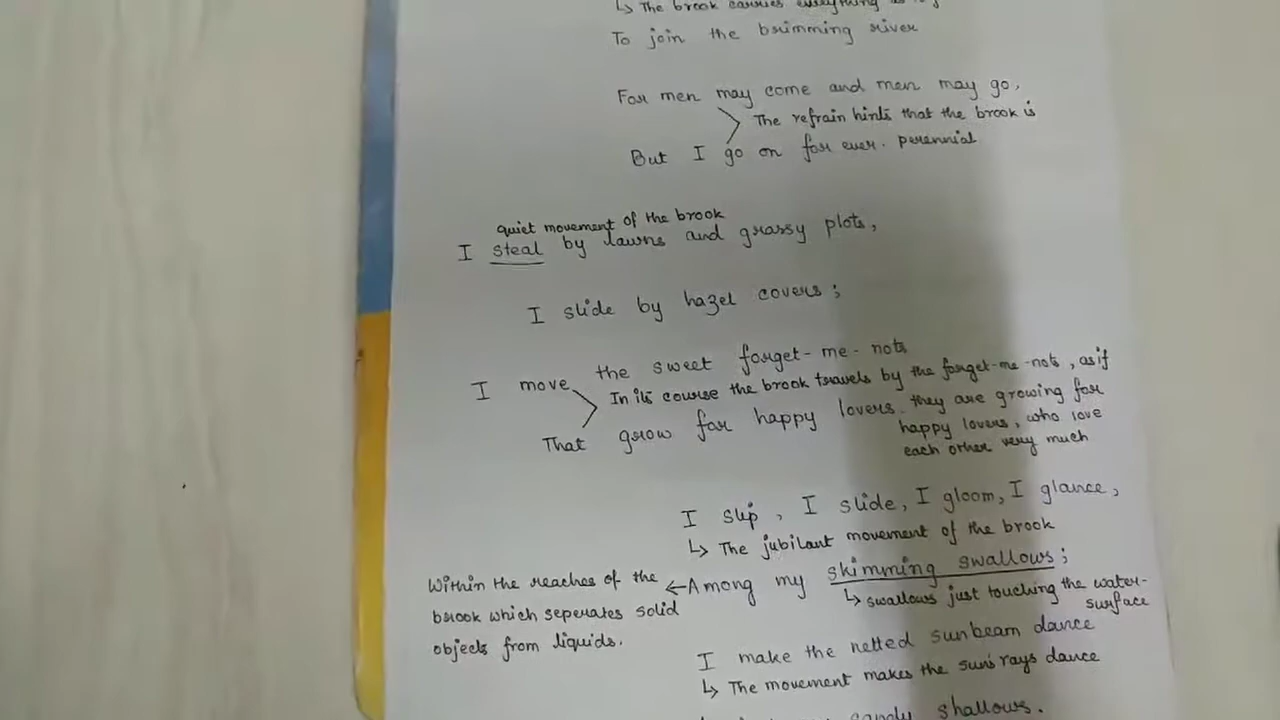 ↳ The brook carries everything
To join the brimming river
For men may come and men may go,
The refrain hints that the brook is
But I go on for ever. perennial
quiet movement of the brook
I steal by lawns and grassy plots,
I slide by hazel covers;
I move the sweet forget-me-nots
In its course the brook travels by the forget-me-nots, as if
That grow for happy lovers. they are growing for
happy lovers, who love
each other very much
I slip, I slide, I gloom, I glance,
↳ The jubilant movement of the brook
Among my skimming swallows;
↳ swallows just touching the water-
surface
Within the reaches of the
brook which seperates solid
objects from liquids.
I make the netted sunbeam dance
↳ The movement makes the sun's rays dance
sandy shallows.